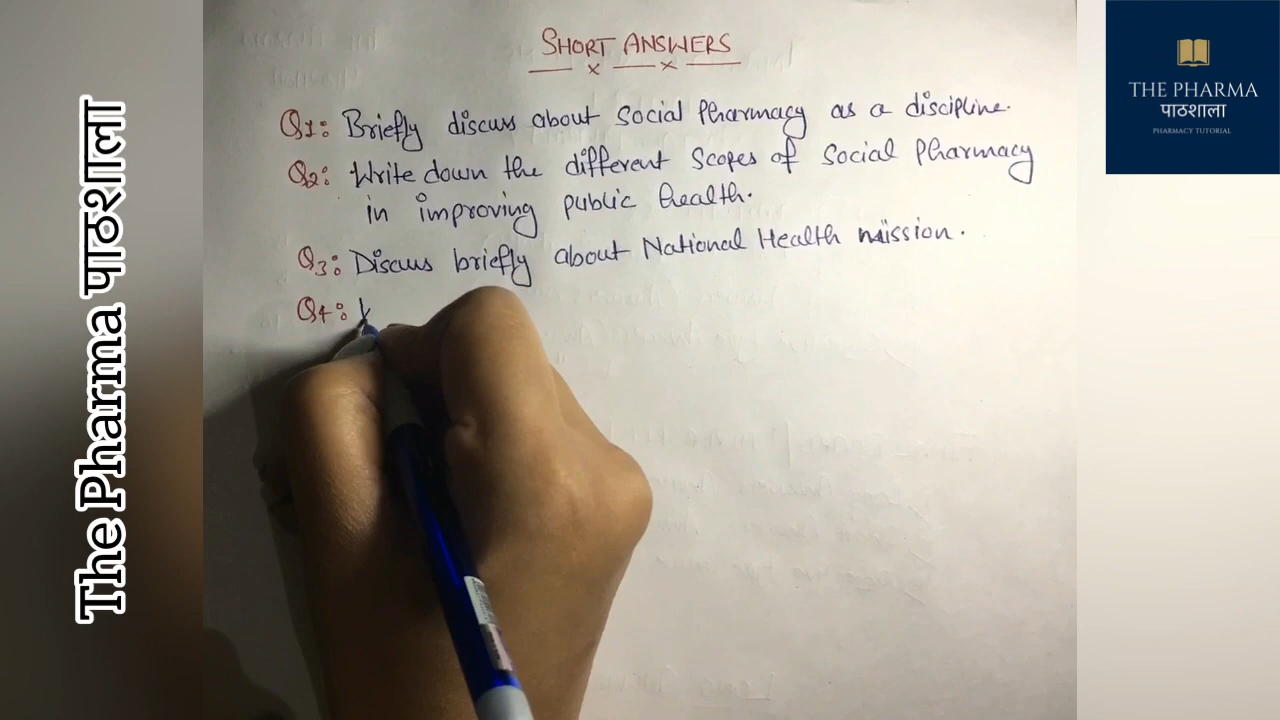 SHORT ANSWERS
Q1: Briefly discuss about Social Pharmacy as a discipline.
Q2: Write down the different Scopes of Social Pharmacy
in improving public health.
Q3: Discuss briefly about National Health mission.
Q4:
The Pharma पाठशाला
THE PHARMA
पाठशाला
PHARMACY TUTORIAL